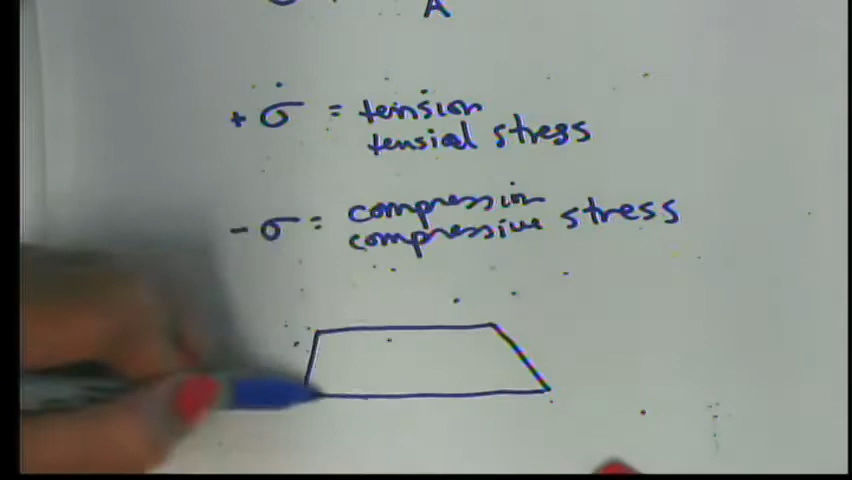 A
+ σ = tension
tensial stress
- σ = compression
compressive stress